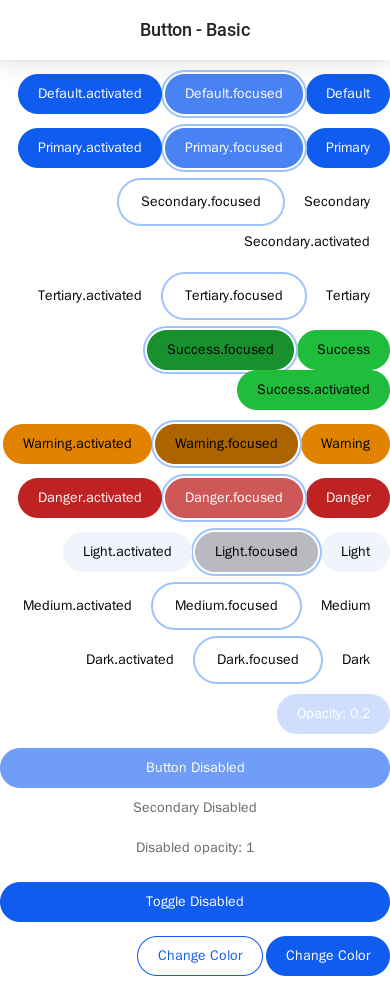 Button - Basic
Default.activated Default.focused Default
Primary.activated Primary.focused Primary
Secondary.focused Secondary
Secondary.activated
Tertiary.activated Tertiary.focused Tertiary
Success.focused Success
Success.activated
Warning.activated Warning.focused Warning
Danger.activated Danger.focused Danger
Light.activated Light.focused Light
Medium.activated Medium.focused Medium
Dark.activated Dark.focused Dark
Opacity: 0.2
Button Disabled
Secondary Disabled
Disabled opacity: 1
Toggle Disabled
Change Color Change Color